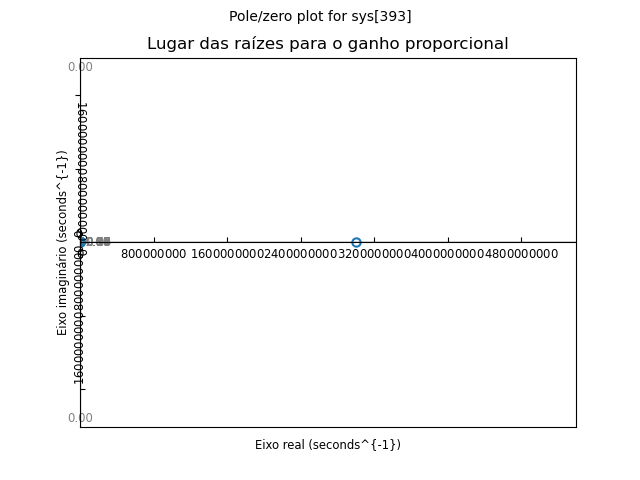 Pole/zero plot for sys[393]
Lugar das raízes para o ganho proporcional
0.00
Eixo imaginário (seconds^{-1})
800000000 1600000000 2400000000 3200000000 4000000000 4800000000
0.00
Eixo real (seconds^{-1})